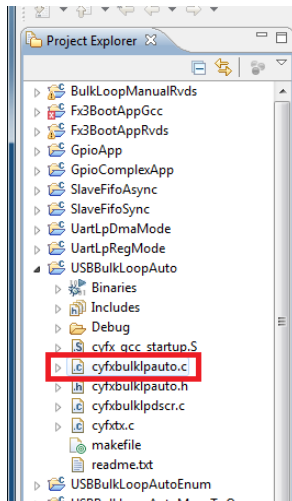 Project Explorer
BulkLoopManualRvds
Fx3BootAppGcc
Fx3BootAppRvds
GpioApp
GpioComplexApp
SlaveFifoAsync
SlaveFifoSync
UartLpDmaMode
UartLpRegMode
USBBulkLoopAuto
Binaries
Includes
Debug
cyfx_gcc_startup.S
cyfxbulklpauto.c
cyfxbulklpauto.h
cyfxbulklpdscr.c
cyfxtx.c
makefile
readme.txt
USBBulkLoopAutoEnum